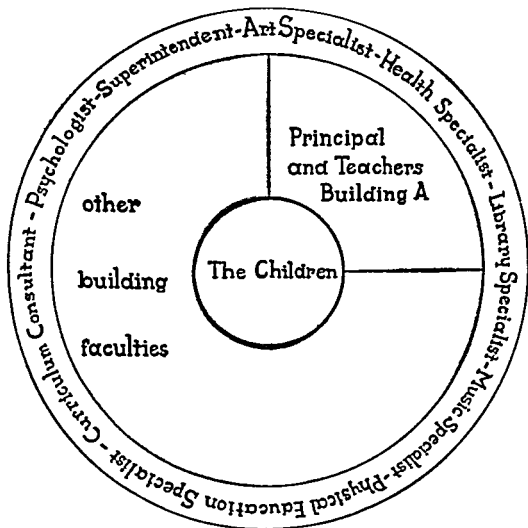 Curriculum Consultant - Psychologist-Superintendent-Art Specialist-Health Specialist-Library Specialist-Music Specialist-Physical Education Specialist-
Principal
and Teachers
Building A
other
building
faculties
The Children